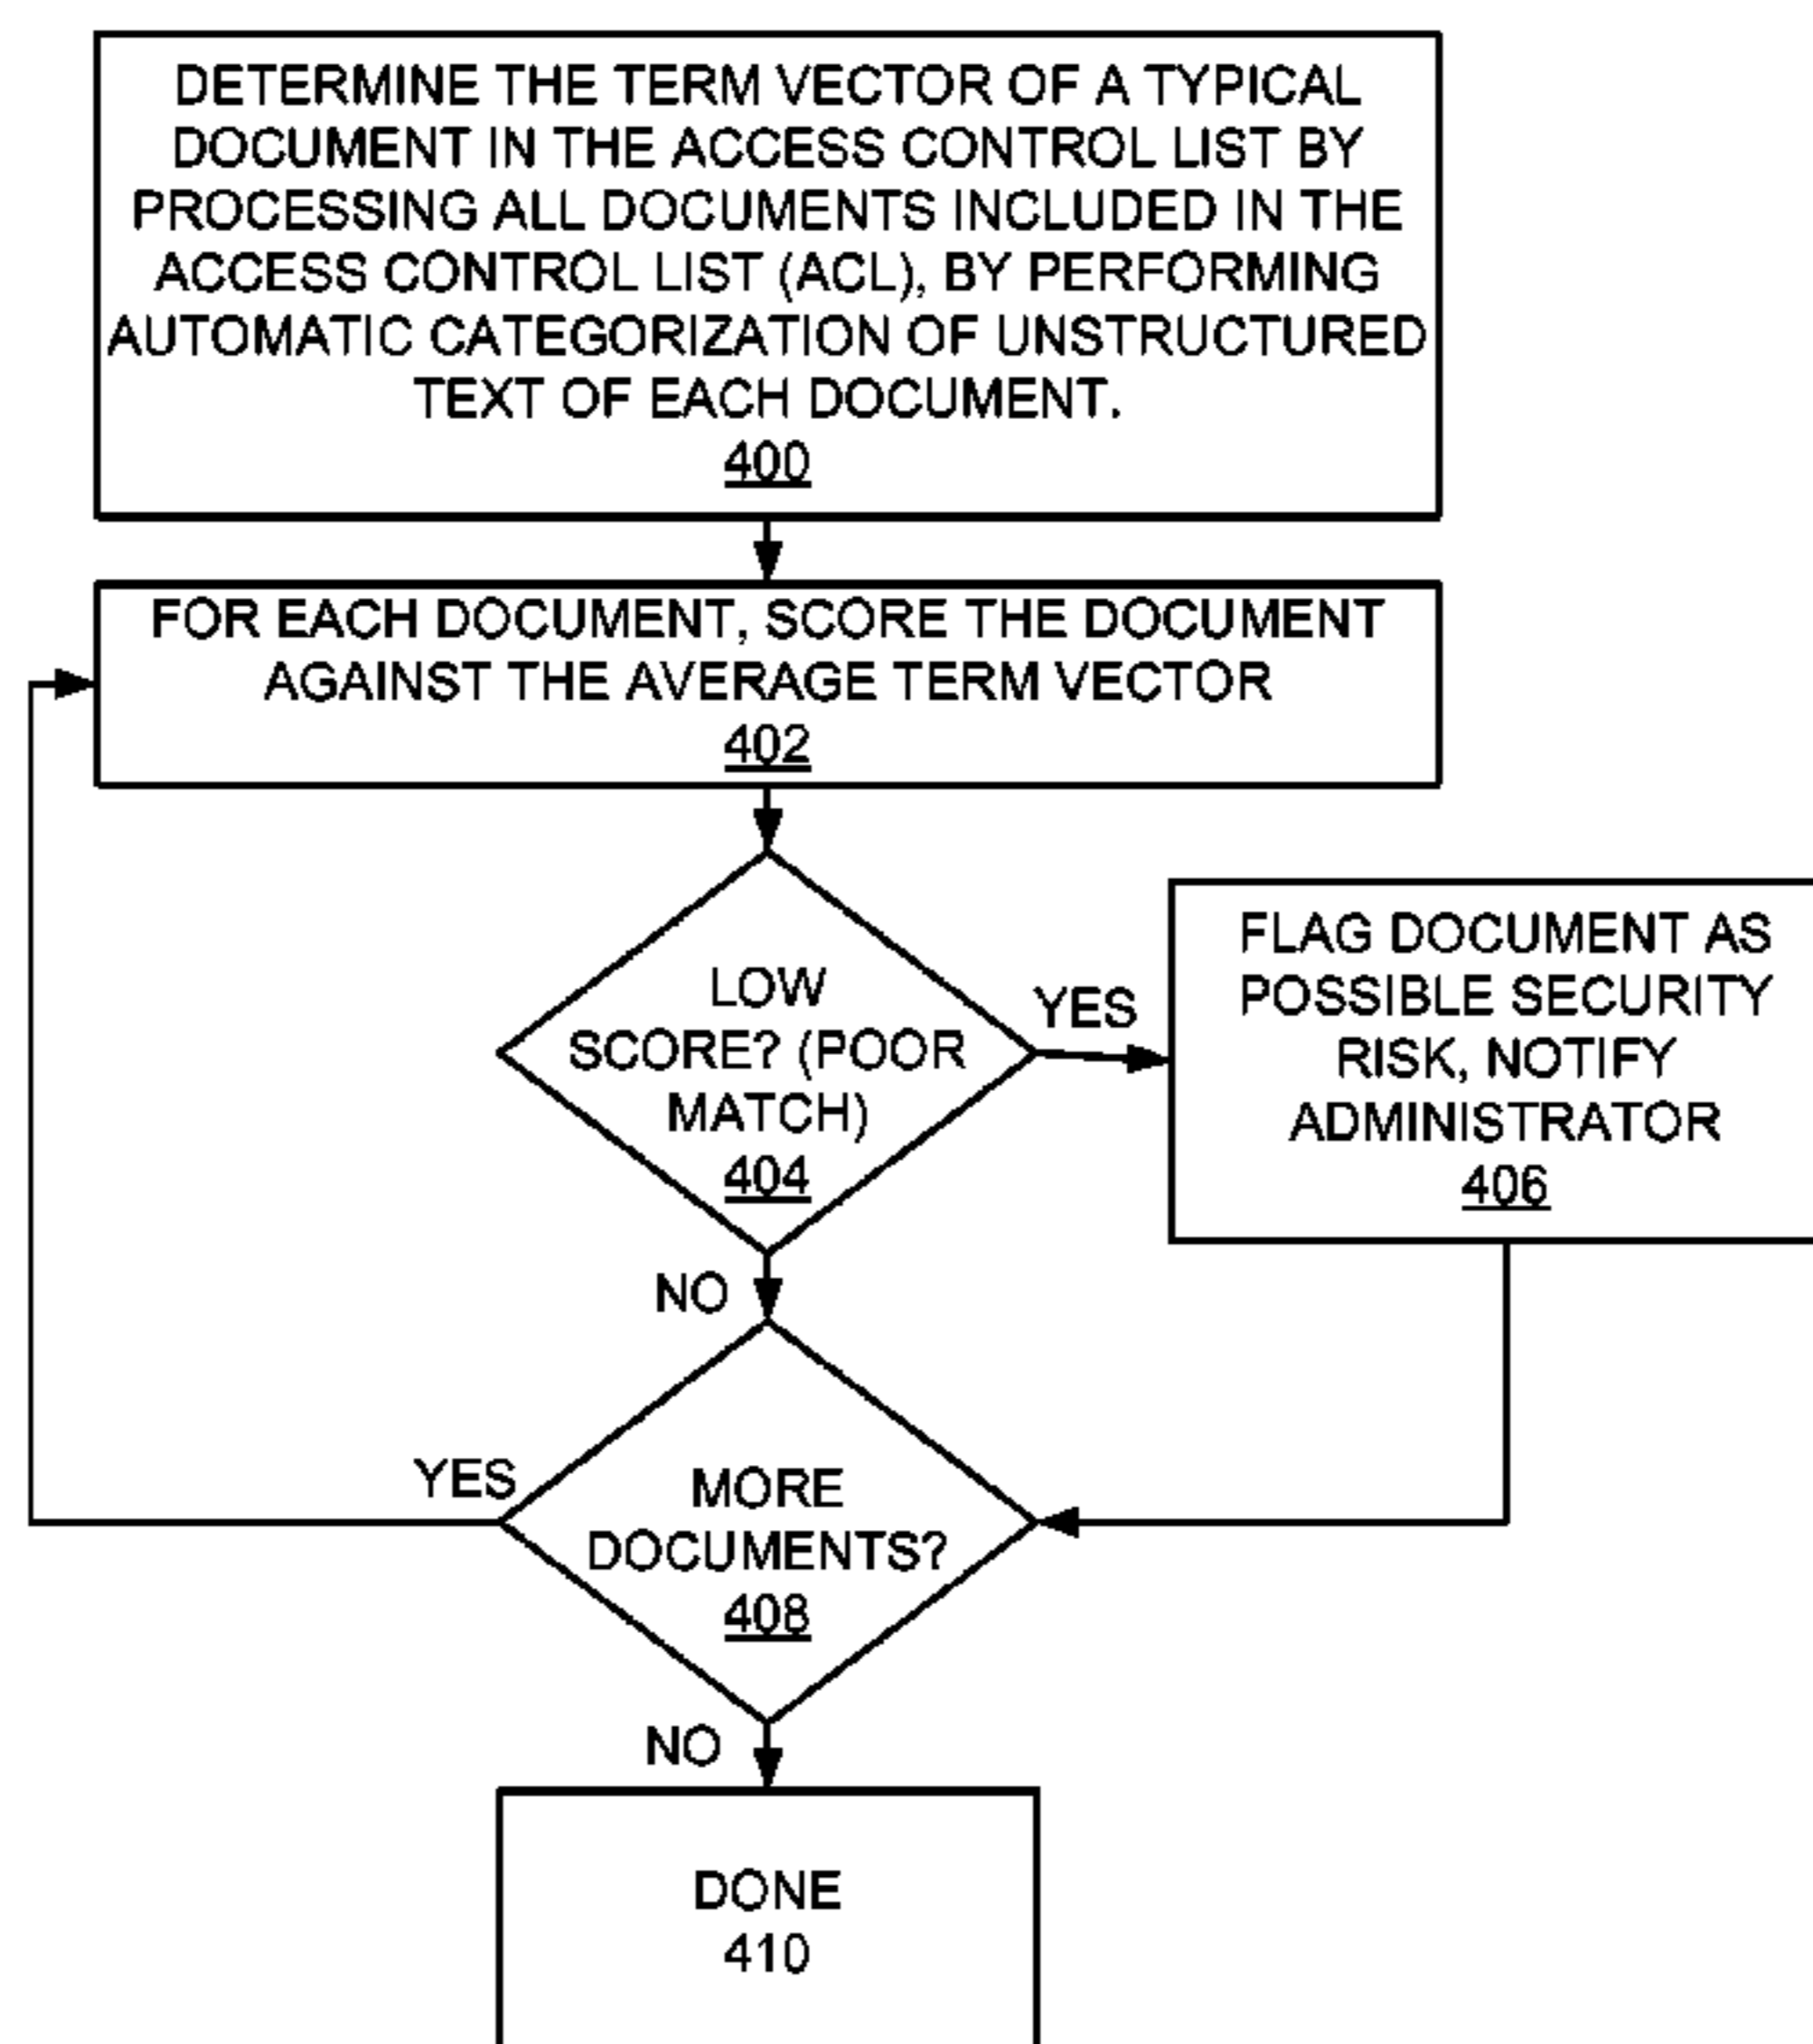 DETERMINE THE TERM VECTOR OF A TYPICAL
DOCUMENT IN THE ACCESS CONTROL LIST BY
PROCESSING ALL DOCUMENTS INCLUDED IN THE
ACCESS CONTROL LIST (ACL), BY PERFORMING
AUTOMATIC CATEGORIZATION OF UNSTRUCTURED
TEXT OF EACH DOCUMENT.
400
FOR EACH DOCUMENT, SCORE THE DOCUMENT
AGAINST THE AVERAGE TERM VECTOR
402
LOW
SCORE? (POOR
MATCH)
404
YES
FLAG DOCUMENT AS
POSSIBLE SECURITY
RISK, NOTIFY
ADMINISTRATOR
406
NO
YES
MORE
DOCUMENTS?
408
NO
DONE
410